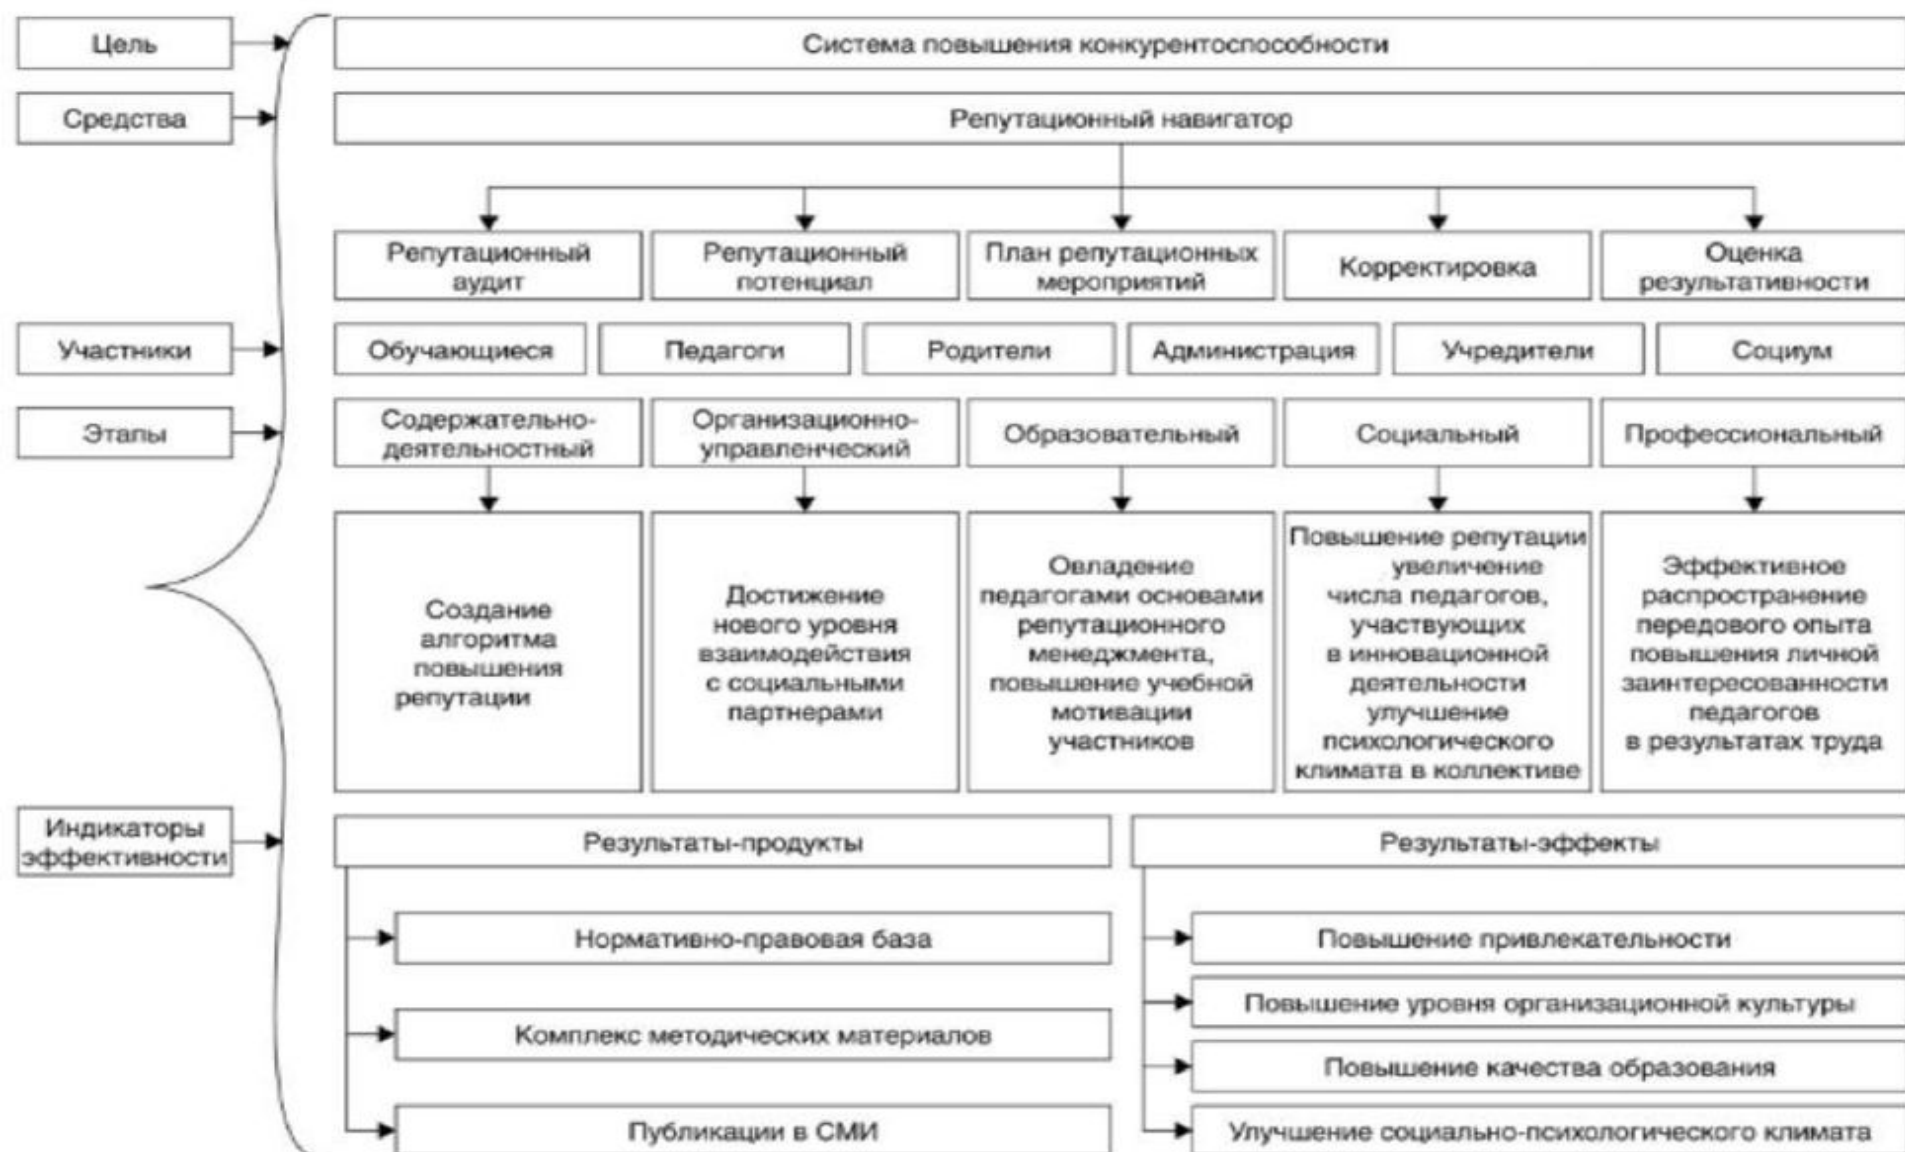 Цель
Система повышения конкурентоспособности
Средства
Репутационный навигатор
Репутационный
аудит
Репутационный
потенциал
План репутационных
мероприятий
Корректировка
Оценка
результативности
Участники
Обучающиеся
Педагоги
Родители
Администрация
Учредители
Социум
Этапы
Содержательно-
деятельностный
Организационно-
управленческий
Образовательный
Социальный
Профессиональный
Создание
алгоритма
повышения
репутации
Достижение
нового уровня
взаимодействия
с социальными
партнерами
Овладение
педагогами основами
репутационного
менеджмента,
повышение учебной
мотивации
участников
Повышение репутации
увеличение
числа педагогов,
участвующих
в инновационной
деятельности
улучшение
психологического
климата в коллективе
Эффективное
распространение
передового опыта
повышения личной
заинтересованности
педагогов
в результатах труда
Индикаторы
эффективности
Результаты-продукты
Результаты-эффекты
Нормативно-правовая база
Комплекс методических материалов
Публикации в СМИ
Повышение привлекательности
Повышение уровня организационной культуры
Повышение качества образования
Улучшение социально-психологического климата